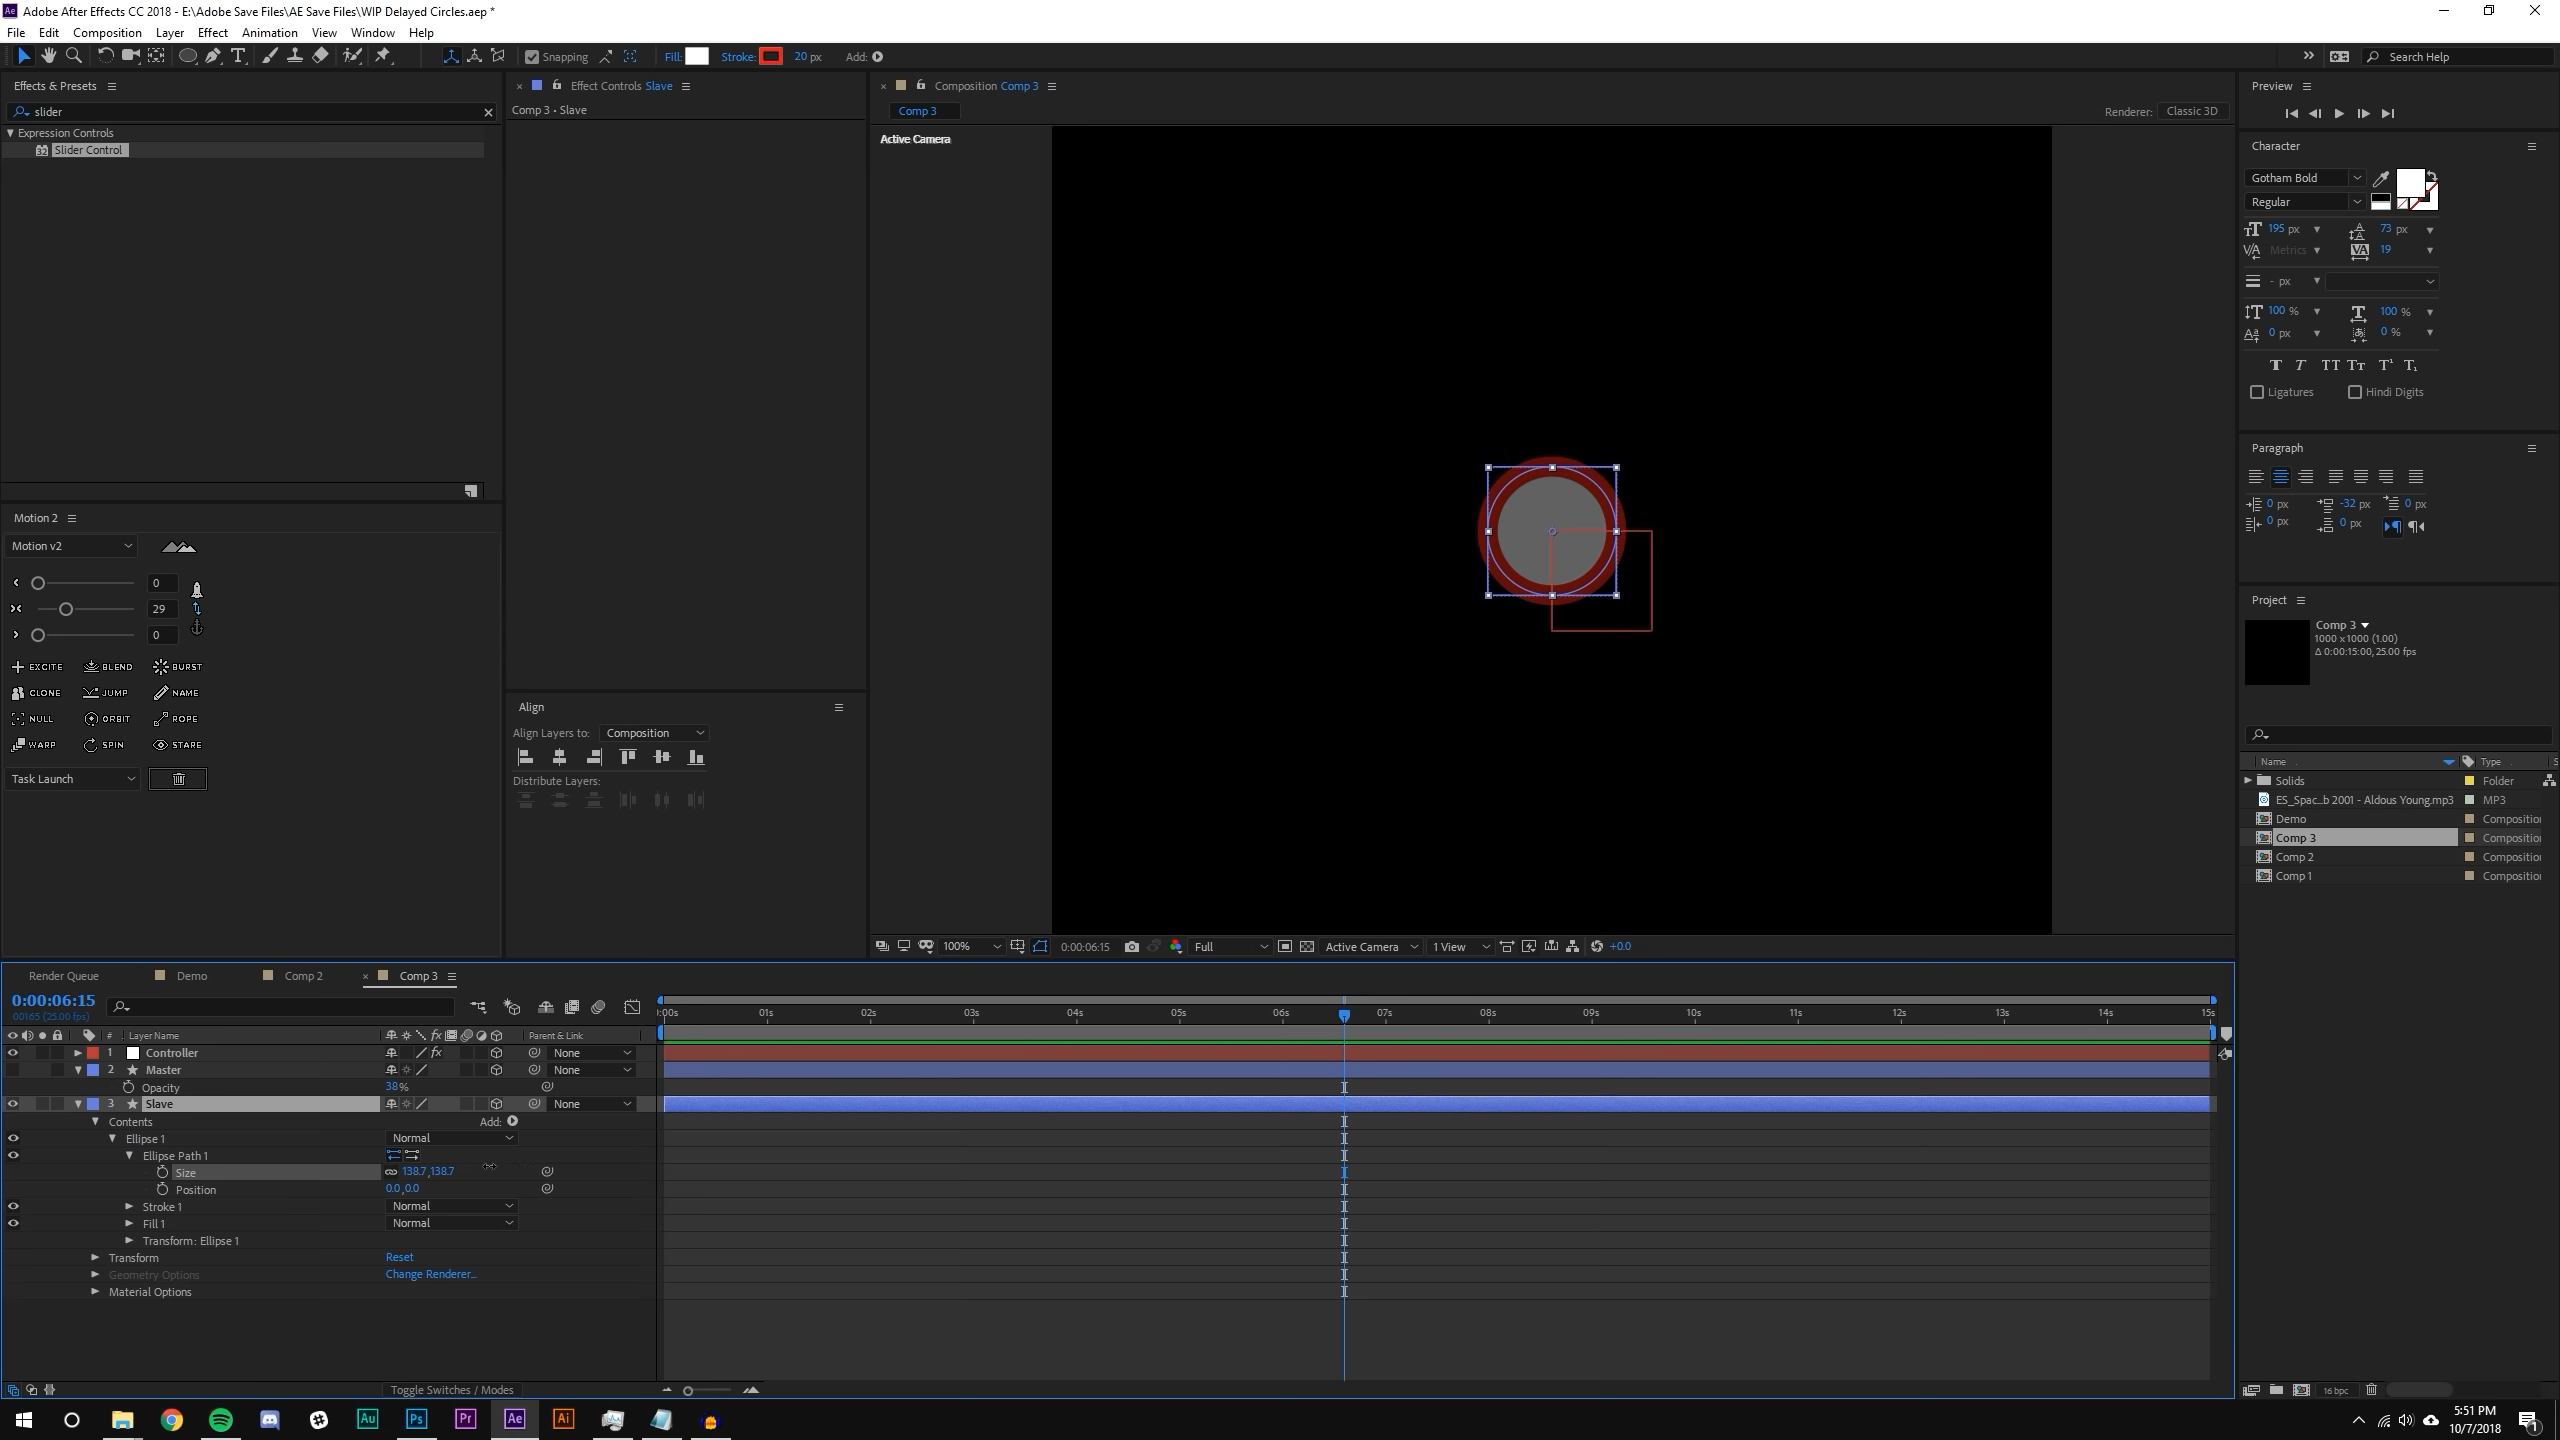 Adobe After Effects CC 2018 - E:\Adobe Save Files\AE Save Files\WIP Delayed Circles.aep *
File Edit Composition Layer Effect Animation View Window Help
Snapping Fill: Stroke: 20 px Add: Search Help
Effects & Presets
slider
Expression Controls
Slider Control
Motion 2
Motion v2
0
29
0
EXCITE BLEND BURST
CLONE JUMP NAME
NULL ORBIT ROPE
WARP SPIN STARE
Task Launch
Effect Controls Slave
Comp 3 • Slave
Align
Align Layers to: Composition
Distribute Layers:
Composition Comp 3
Comp 3
Renderer: Classic 3D
Active Camera
100% 0:00:06:15 Full Active Camera 1 View +0.0
Preview
Character
Gotham Bold
Regular
195 px 73 px
Metrics 19
- px
100 % 100 %
0 px 0 %
Ligatures Hindi Digits
Paragraph
0 px -32 px 0 px
0 px 0 px
Project
Comp 3
1000 x 1000 (1.00)
Δ 0:00:15:00, 25.00 fps
Name Type S
Solids Folder
ES_Spac...b 2001 - Aldous Young.mp3 MP3
Demo Compositio
Comp 3 Compositio
Comp 2 Compositio
Comp 1 Compositio
16 bpc
Render Queue Demo Comp 2 Comp 3
0:00:06:15
00165 (25.00 fps)
:00s 01s 02s 03s 04s 05s 06s 07s 08s 09s 10s 11s 12s 13s 14s 15s
# Layer Name Parent & Link
1 Controller None
2 Master None
Opacity 38%
3 Slave None
Contents Add:
Ellipse 1 Normal
Ellipse Path 1
Size 138.7,138.7
Position 0.0,0.0
Stroke 1 Normal
Fill 1 Normal
Transform: Ellipse 1
Transform Reset
Geometry Options Change Renderer...
Material Options
Toggle Switches / Modes
Au Ps Pr Ae Ai
5:51 PM
10/7/2018
1